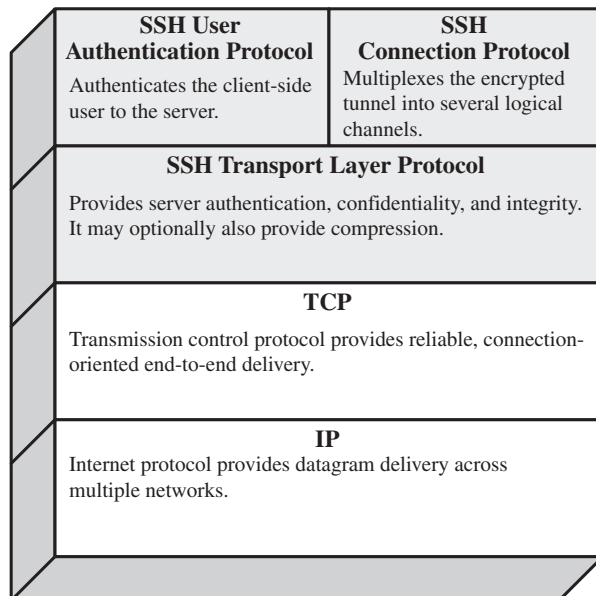 SSH User
Authentication Protocol
Authenticates the client-side
user to the server.
SSH
Connection Protocol
Multiplexes the encrypted
tunnel into several logical
channels.
SSH Transport Layer Protocol
Provides server authentication, confidentiality, and integrity.
It may optionally also provide compression.
TCP
Transmission control protocol provides reliable, connection-
oriented end-to-end delivery.
IP
Internet protocol provides datagram delivery across
multiple networks.